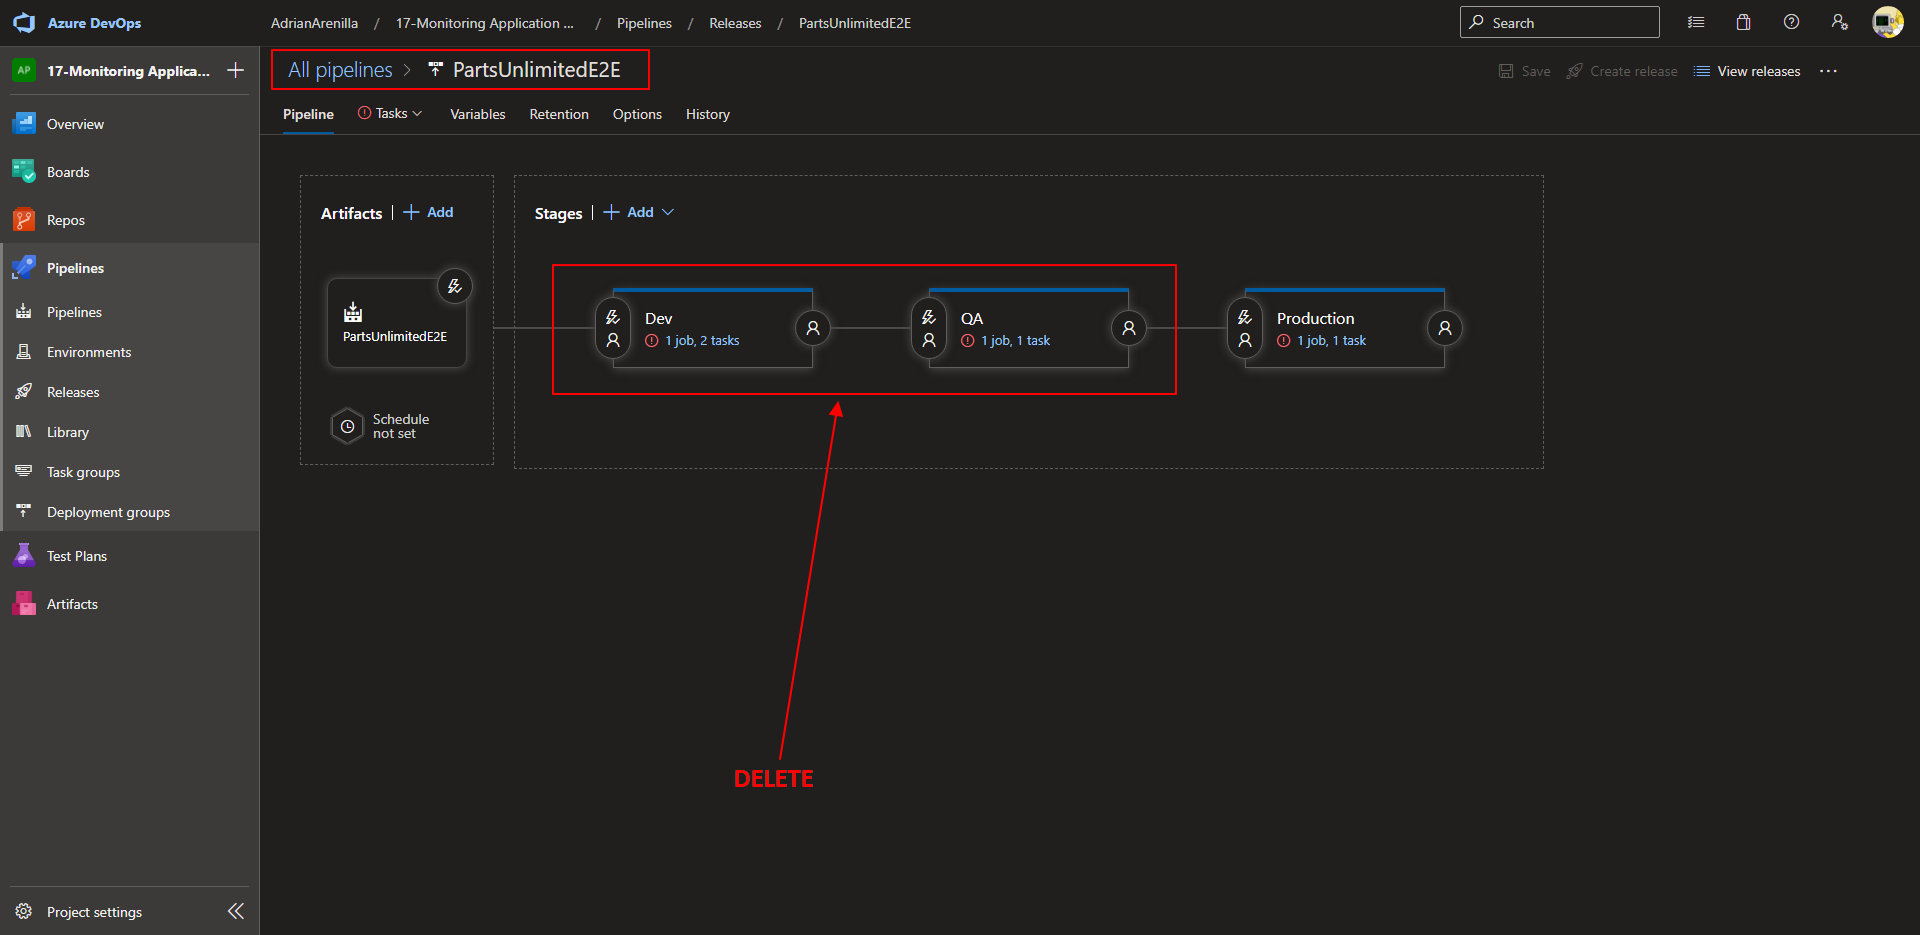 Azure DevOps
AdrianArenilla / 17-Monitoring Application ... / Pipelines / Releases / PartsUnlimitedE2E
Search
AP 17-Monitoring Applica...
Overview
Boards
Repos
Pipelines
Pipelines
Environments
Releases
Library
Task groups
Deployment groups
Test Plans
Artifacts
Project settings
All pipelines > PartsUnlimitedE2E
Save
Create release
View releases
Pipeline
Tasks
Variables
Retention
Options
History
Artifacts | + Add
PartsUnlimitedE2E
Schedule
not set
Stages | + Add
Dev
1 job, 2 tasks
QA
1 job, 1 task
Production
1 job, 1 task
DELETE